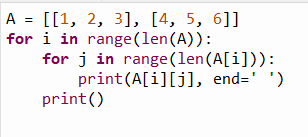 A = [[1, 2, 3], [4, 5, 6]]
for i in range(len(A)):
    for j in range(len(A[i])):
        print(A[i][j], end=' ')
    print()